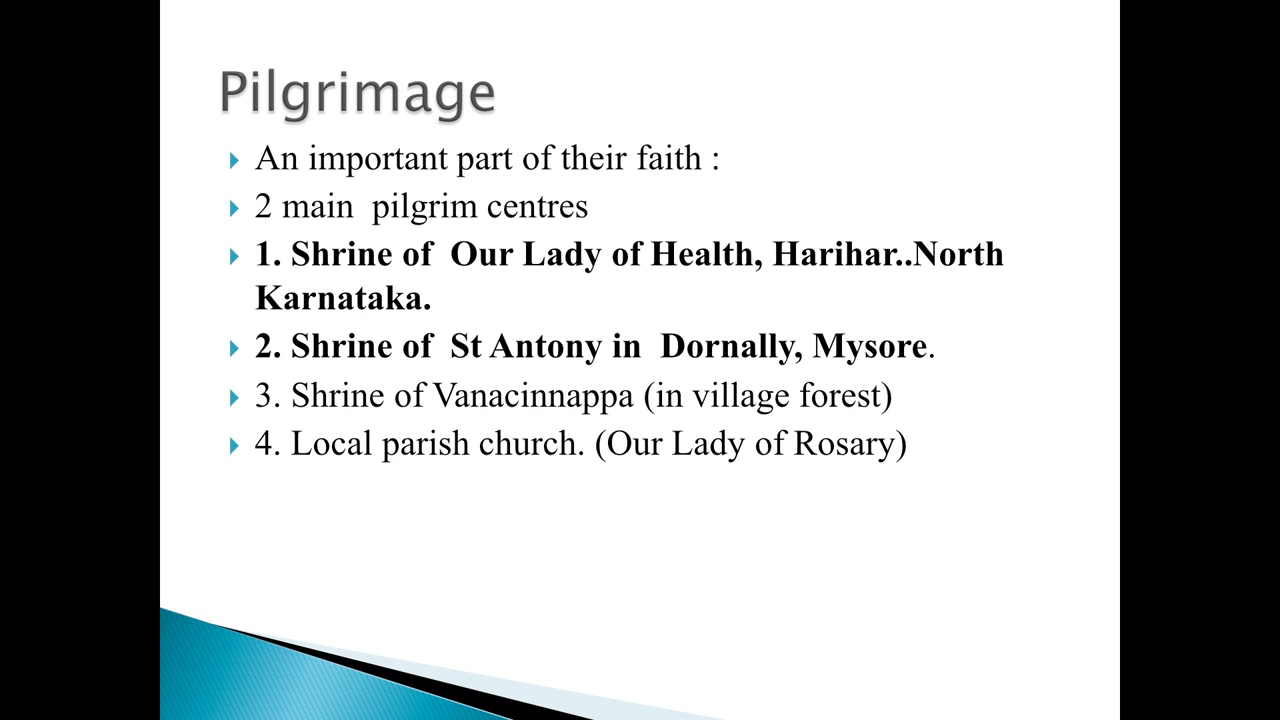 Pilgrimage
An important part of their faith :
2 main  pilgrim centres
1. Shrine of  Our Lady of Health, Harihar..North
Karnataka.
2. Shrine of  St Antony in  Dornally, Mysore.
3. Shrine of Vanacinnappa (in village forest)
4. Local parish church. (Our Lady of Rosary)